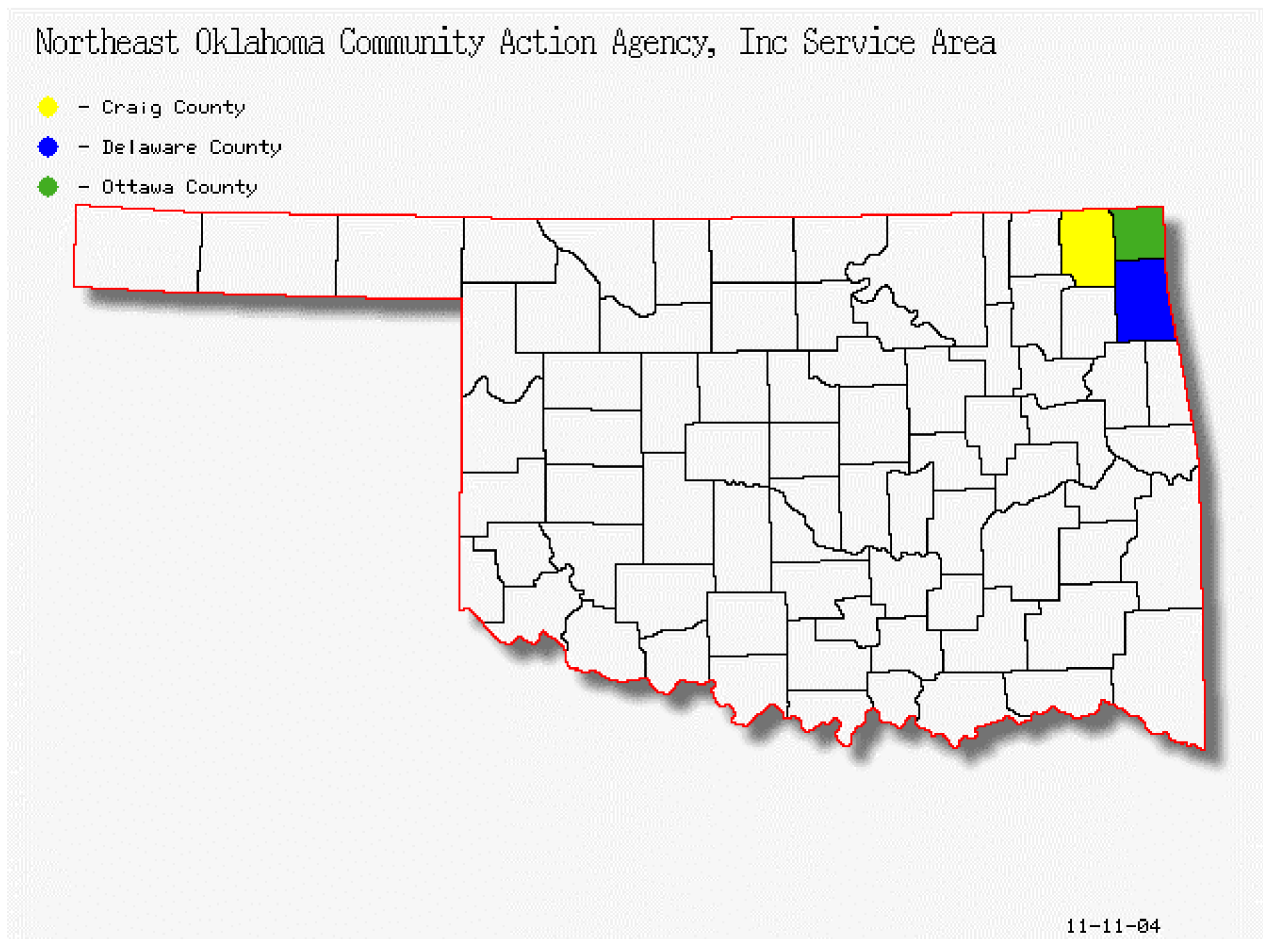 Northeast Oklahoma Community Action Agency, Inc Service Area
- Craig County
- Delaware County
- Ottawa County
11-11-04